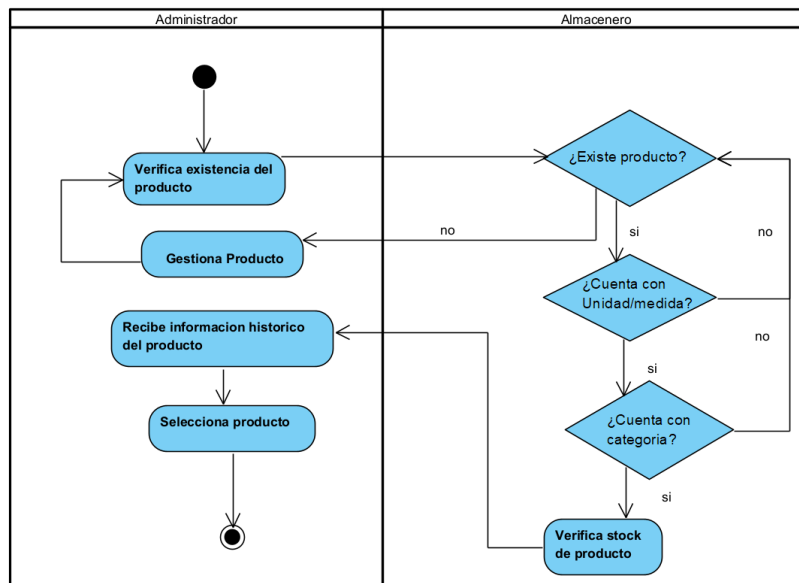 Administrador
Almacenero
¿Existe producto?
Verifica existencia del
producto
no
si
no
Gestiona Producto
¿Cuenta con
Unidad/medida?
Recibe informacion historico
del producto
no
si
Selecciona producto
¿Cuenta con
categoria?
si
Verifica stock
de producto